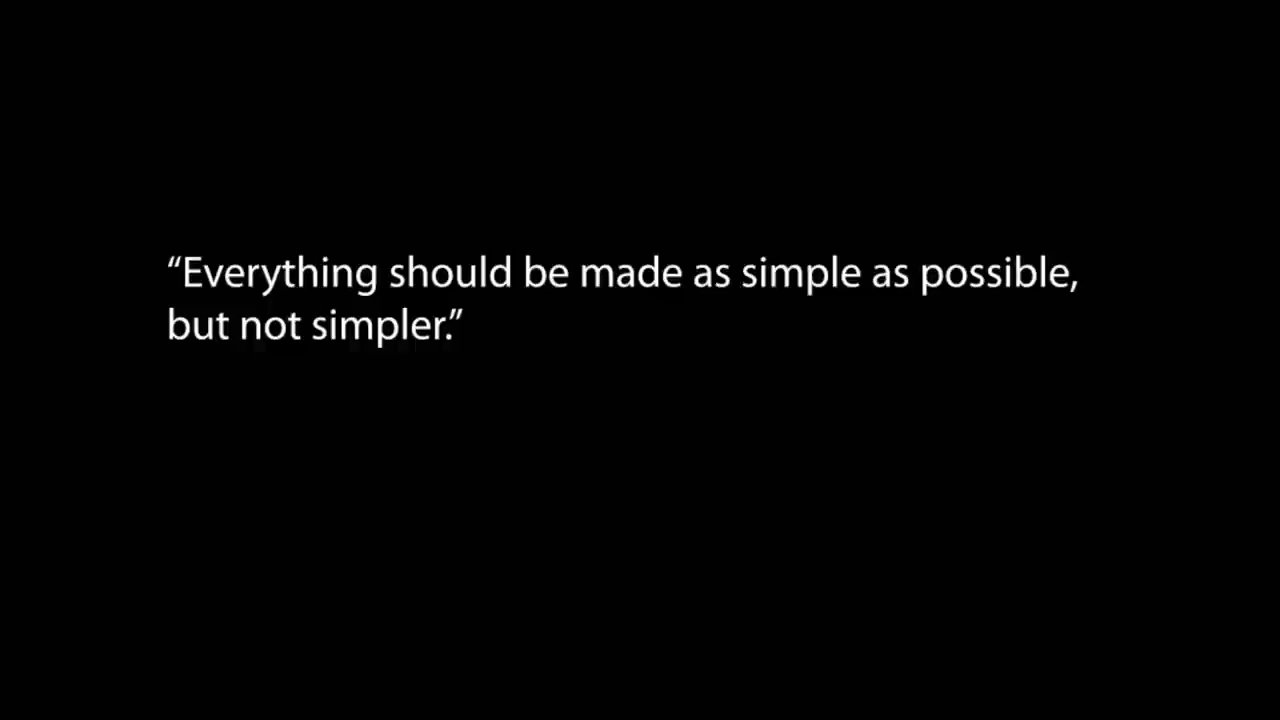 “Everything should be made as simple as possible,
but not simpler.”